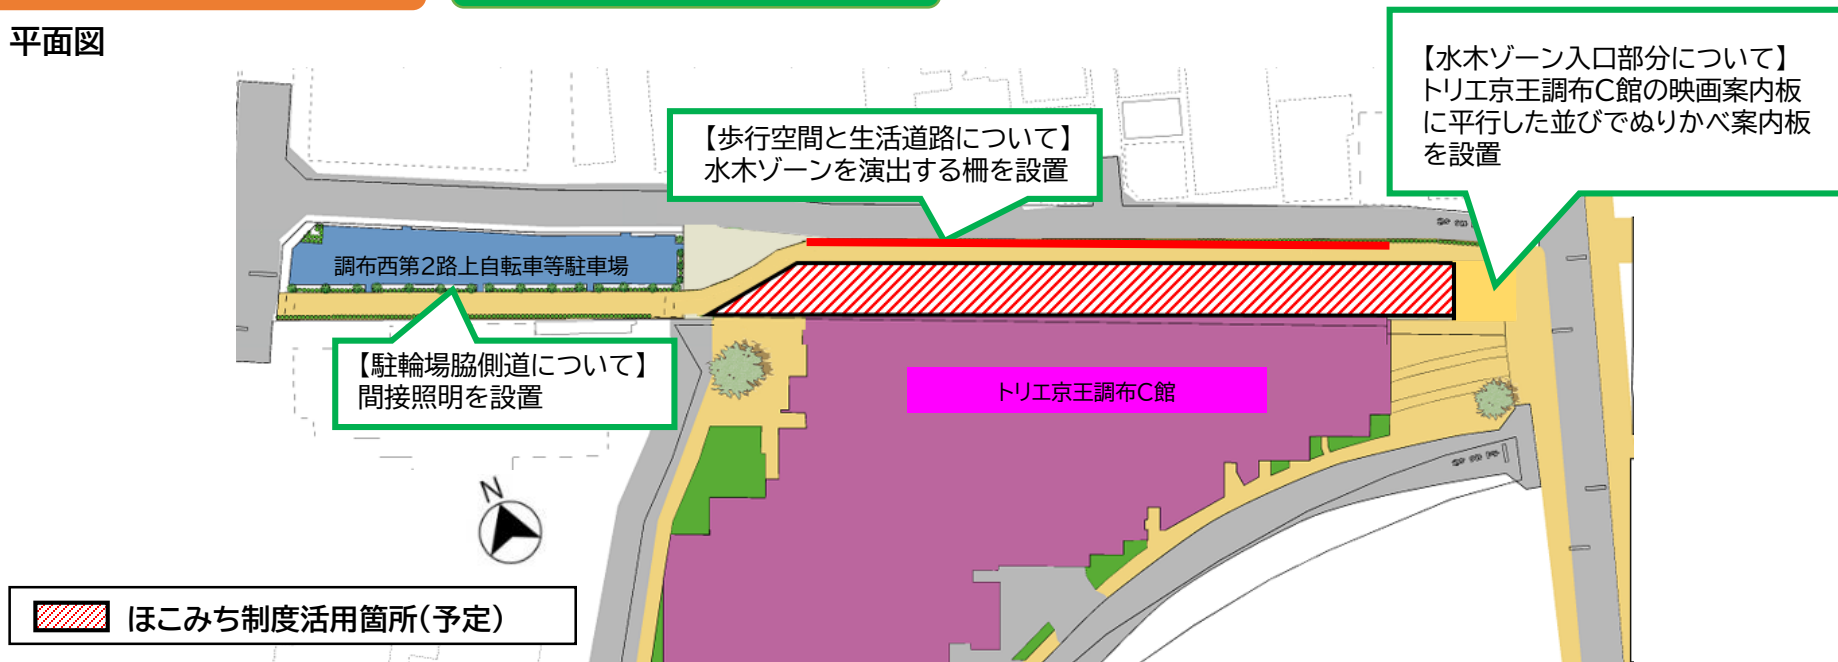 平面図
【水木ゾーン入口部分について】
トリエ京王調布C館の映画案内板
に平行した並びでぬりかべ案内板
を設置
【歩行空間と生活道路について】
水木ゾーンを演出する柵を設置
調布西第2路上自転車等駐車場
【駐輪場脇側道について】
間接照明を設置
トリエ京王調布C館
N
ほこみち制度活用箇所(予定)